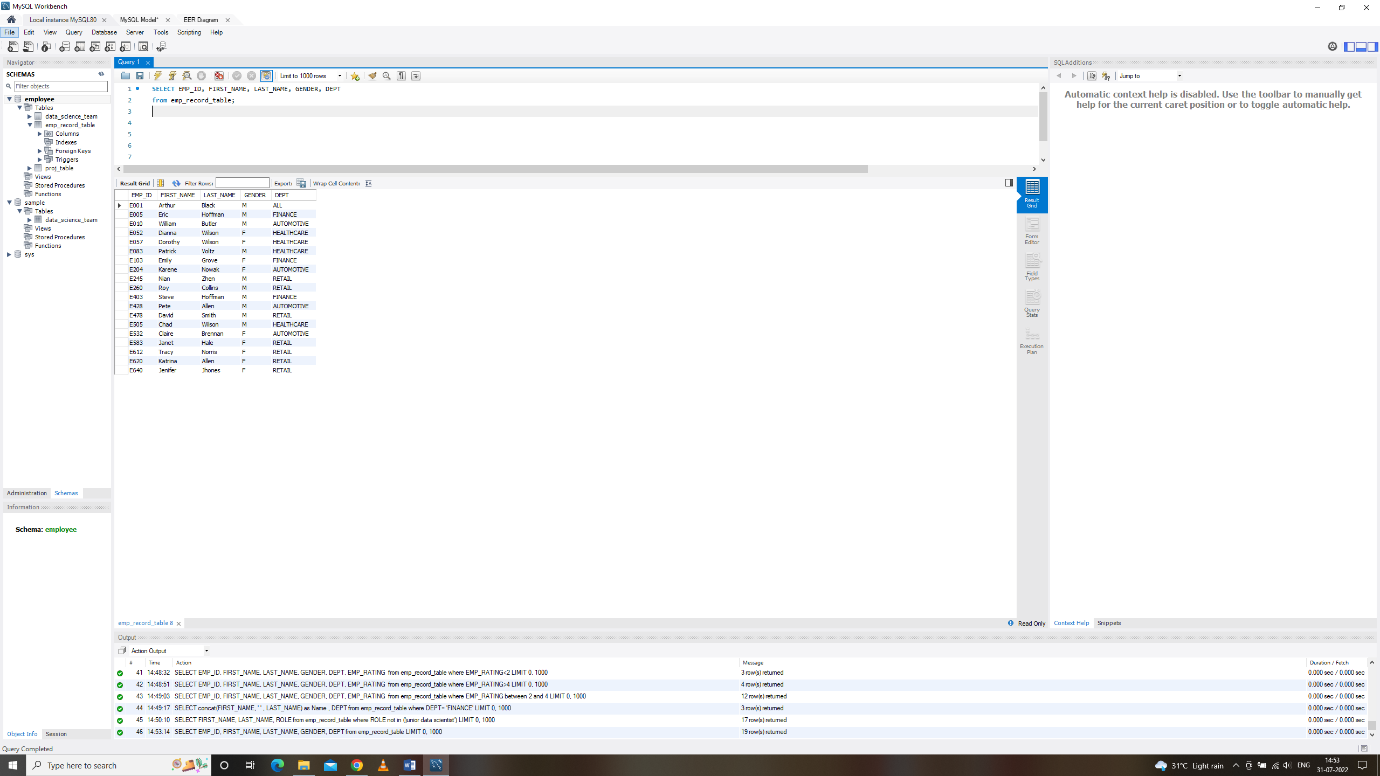 MySQL Workbench
Local instance MySQL80 × MySQL Model* × EER Diagram ×
File Edit View Query Database Server Tools Scripting Help
Navigator
SCHEMAS
Filter objects
employee
Tables
data_science_team
emp_record_table
Columns
Indexes
Foreign Keys
Triggers
proj_table
Views
Stored Procedures
Functions
sample
Tables
data_science_team
Views
Stored Procedures
Functions
sys
Administration Schemas
Information
Schema: employee
Object Info Session
Query Completed
Query 1 ×
Limit to 1000 rows
1 SELECT EMP_ID, FIRST_NAME, LAST_NAME, GENDER, DEPT
2 from emp_record_table;
3
4
5
6
7
Result Grid Filter Rows: Export: Wrap Cell Content:
EMP_ID FIRST_NAME LAST_NAME GENDER DEPT
E001 Arthur Black M ALL
E005 Eric Hoffman M FINANCE
E010 William Butler M AUTOMOTIVE
E052 Dianna Wilson F HEALTHCARE
E057 Dorothy Wilson F HEALTHCARE
E083 Patrick Voltz M HEALTHCARE
E103 Emily Grove F FINANCE
E204 Karene Nowak F AUTOMOTIVE
E245 Nian Zhen M RETAIL
E260 Roy Collins M RETAIL
E403 Steve Hoffman M FINANCE
E428 Pete Allen M AUTOMOTIVE
E478 David Smith M RETAIL
E505 Chad Wilson M HEALTHCARE
E532 Claire Brennan F AUTOMOTIVE
E583 Janet Hale F RETAIL
E612 Tracy Norris F RETAIL
E620 Katrina Allen F RETAIL
E640 Jenifer Jhones F RETAIL
Result Grid
Form Editor
Field Types
Query Stats
Execution Plan
emp_record_table 8 × Read Only
SQLAdditions
Jump to
Automatic context help is disabled. Use the toolbar to manually get
help for the current caret position or to toggle automatic help.
Context Help Snippets
Output
Action Output
# Time Action Message Duration / Fetch
41 14:48:32 SELECT EMP_ID, FIRST_NAME, LAST_NAME, GENDER, DEPT, EMP_RATING from emp_record_table where EMP_RATING<2 LIMIT 0, 1000 3 row(s) returned 0.000 sec / 0.000 sec
42 14:48:51 SELECT EMP_ID, FIRST_NAME, LAST_NAME, GENDER, DEPT, EMP_RATING from emp_record_table where EMP_RATING>4 LIMIT 0, 1000 4 row(s) returned 0.000 sec / 0.000 sec
43 14:49:03 SELECT EMP_ID, FIRST_NAME, LAST_NAME, GENDER, DEPT, EMP_RATING from emp_record_table where EMP_RATING between 2 and 4 LIMIT 0, 1000 12 row(s) returned 0.000 sec / 0.000 sec
44 14:49:17 SELECT concat(FIRST_NAME, " " , LAST_NAME) as Name , DEPT from emp_record_table where DEPT= 'FINANCE' LIMIT 0, 1000 3 row(s) returned 0.000 sec / 0.000 sec
45 14:50:10 SELECT FIRST_NAME, LAST_NAME, ROLE from emp_record_table where ROLE not in ('junior data scientist') LIMIT 0, 1000 17 row(s) returned 0.000 sec / 0.000 sec
46 14:53:14 SELECT EMP_ID, FIRST_NAME, LAST_NAME, GENDER, DEPT from emp_record_table LIMIT 0, 1000 19 row(s) returned 0.000 sec / 0.000 sec
Type here to search
31°C Light rain ENG 14:53
31-07-2022